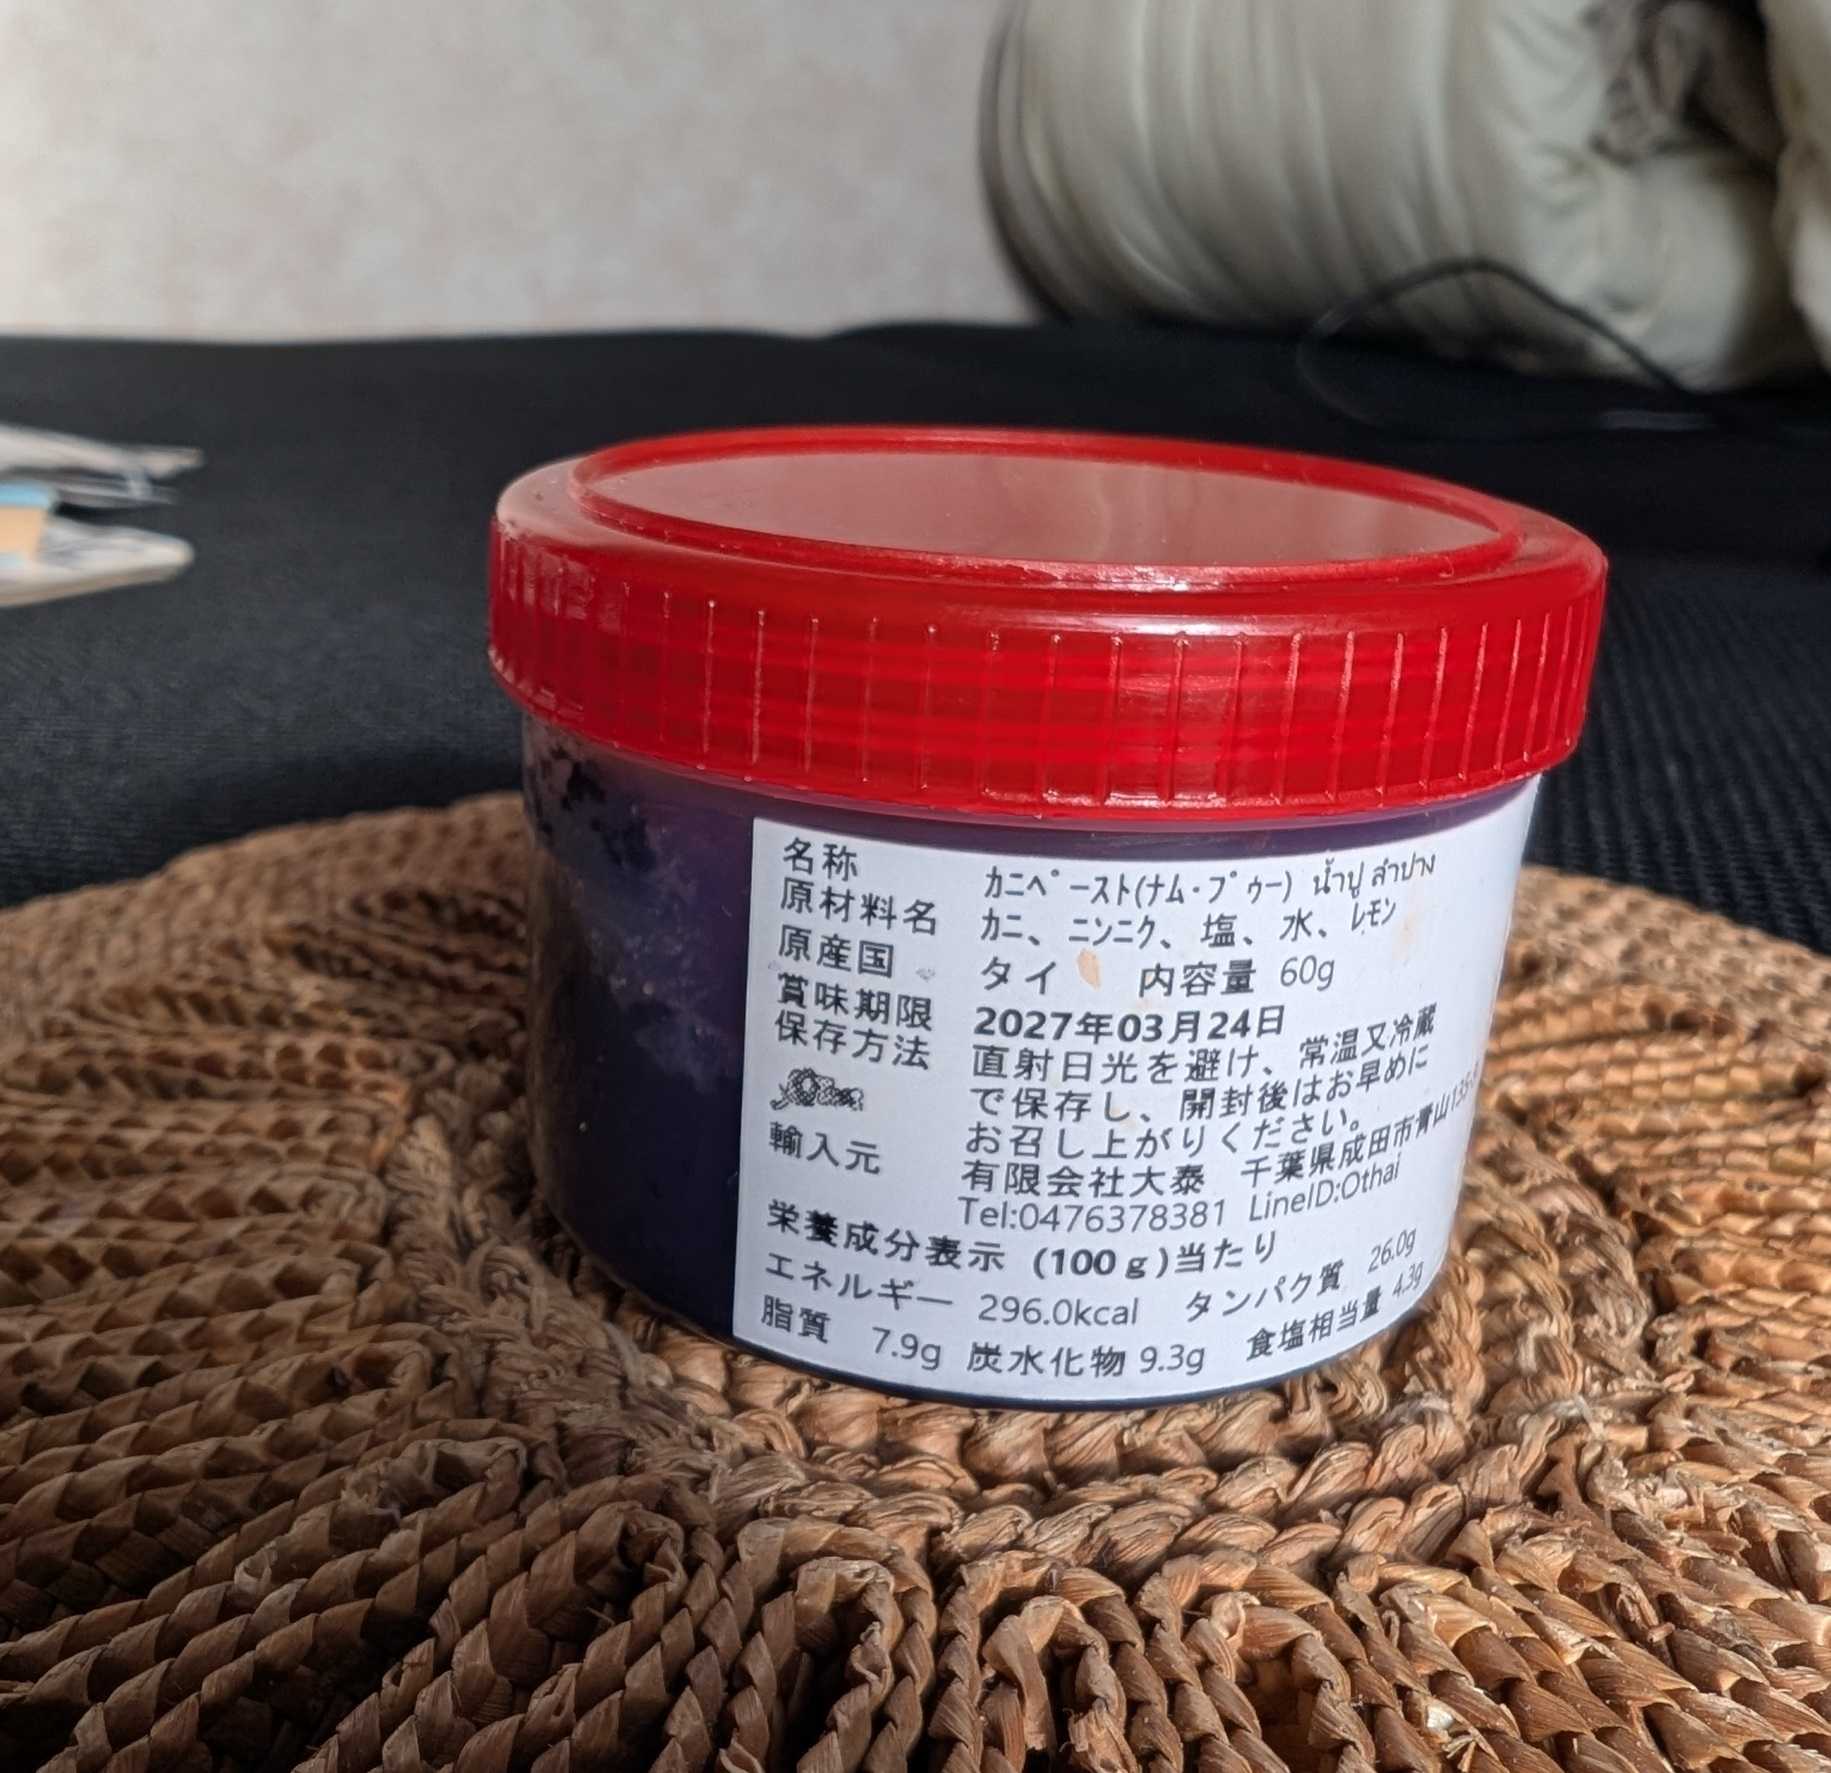 名称 カニペースト(ナム・プゥー) น้ำปู ลำปาง
原材料名 カニ、ニンニク、塩、水、レモン
原産国 タイ 内容量 60g
賞味期限 2027年03月24日
保存方法 直射日光を避け、常温又冷蔵
で保存し、開封後はお早めに
お召し上がりください。
輸入元 有限会社大泰 千葉県成田市青山135-8
Tel:0476378381 LineID:Othai
栄養成分表示 (100g)当たり
エネルギー 296.0kcal タンパク質 26.0g
脂質 7.9g 炭水化物 9.3g 食塩相当量 4.3g